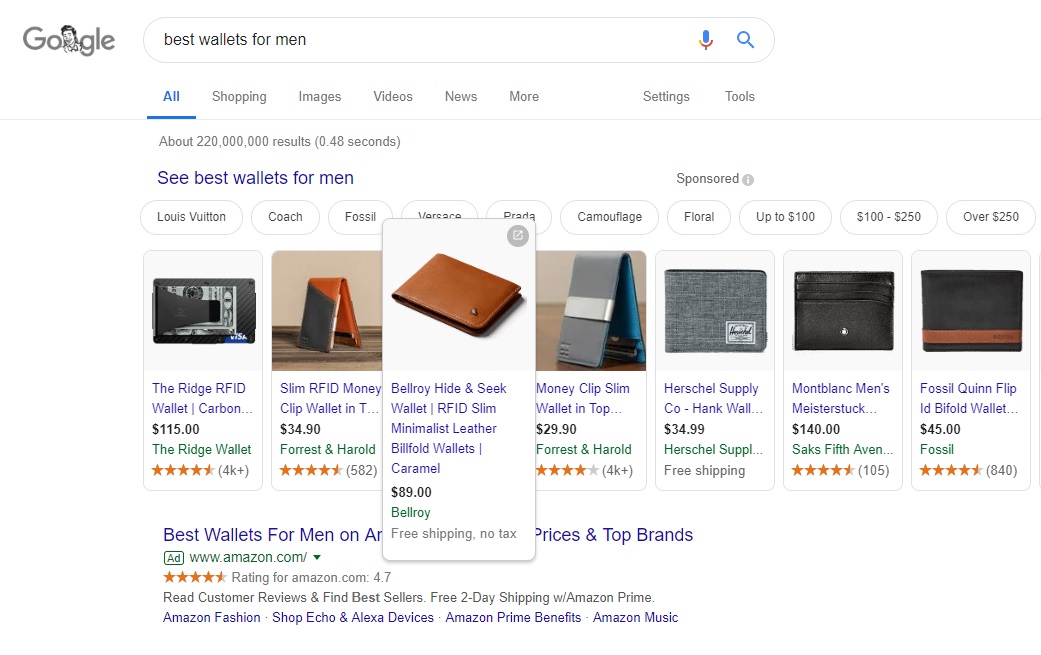 Google
best wallets for men
All Shopping Images Videos News More Settings Tools
About 220,000,000 results (0.48 seconds)
See best wallets for men
Sponsored
Louis Vuitton Coach Fossil Versace Prada Camouflage Floral Up to $100 $100 - $250 Over $250
VISA
The Ridge RFID
Wallet | Carbon...
$115.00
The Ridge Wallet
(4k+)
Slim RFID Money
Clip Wallet in T...
$34.90
Forrest & Harold
(582)
Bellroy Hide & Seek
Wallet | RFID Slim
Minimalist Leather
Billfold Wallets |
Caramel
$89.00
Bellroy
Free shipping, no tax
Money Clip Slim
Wallet in Top...
$29.90
Forrest & Harold
(4k+)
Herschel
Herschel Supply
Co - Hank Wall...
$34.99
Herschel Suppl...
Free shipping
Montblanc Men's
Meisterstuck...
$140.00
Saks Fifth Aven...
(105)
FOSSIL
Fossil Quinn Flip
Id Bifold Wallet...
$45.00
Fossil
(840)
Best Wallets For Men on Prices & Top Brands
Ad www.amazon.com/
Rating for amazon.com: 4.7
Read Customer Reviews & Find Best Sellers. Free 2-Day Shipping w/Amazon Prime.
Amazon Fashion · Shop Echo & Alexa Devices · Amazon Prime Benefits · Amazon Music